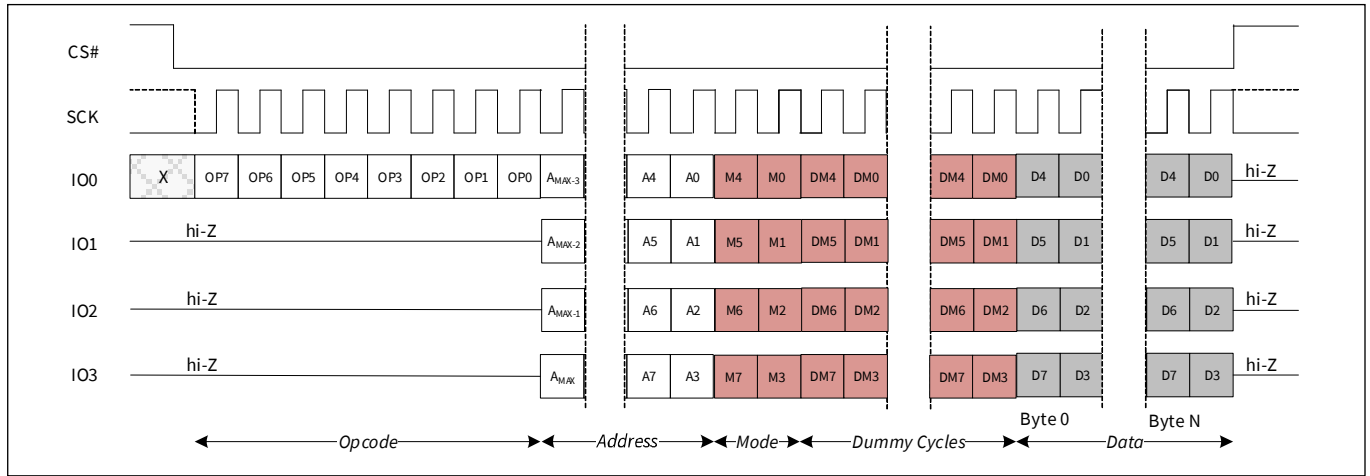 CS#
SCK
IO0 X OP7 OP6 OP5 OP4 OP3 OP2 OP1 OP0 AMAX-3 A4 A0 M4 M0 DM4 DM0 DM4 DM0 D4 D0 D4 D0 hi-Z
IO1 hi-Z AMAX-2 A5 A1 M5 M1 DM5 DM1 DM5 DM1 D5 D1 D5 D1 hi-Z
IO2 hi-Z AMAX-1 A6 A2 M6 M2 DM6 DM2 DM6 DM2 D6 D2 D6 D2 hi-Z
IO3 hi-Z AMAX A7 A3 M7 M3 DM7 DM3 DM7 DM3 D7 D3 D7 D3 hi-Z
Byte 0 Byte N
Opcode Address Mode Dummy Cycles Data